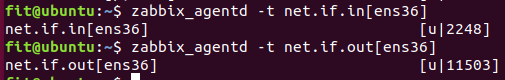 fit@ubuntu:~$ zabbix_agentd -t net.if.in[ens36]
net.if.in[ens36] [u|2248]
fit@ubuntu:~$ zabbix_agentd -t net.if.out[ens36]
net.if.out[ens36] [u|11503]